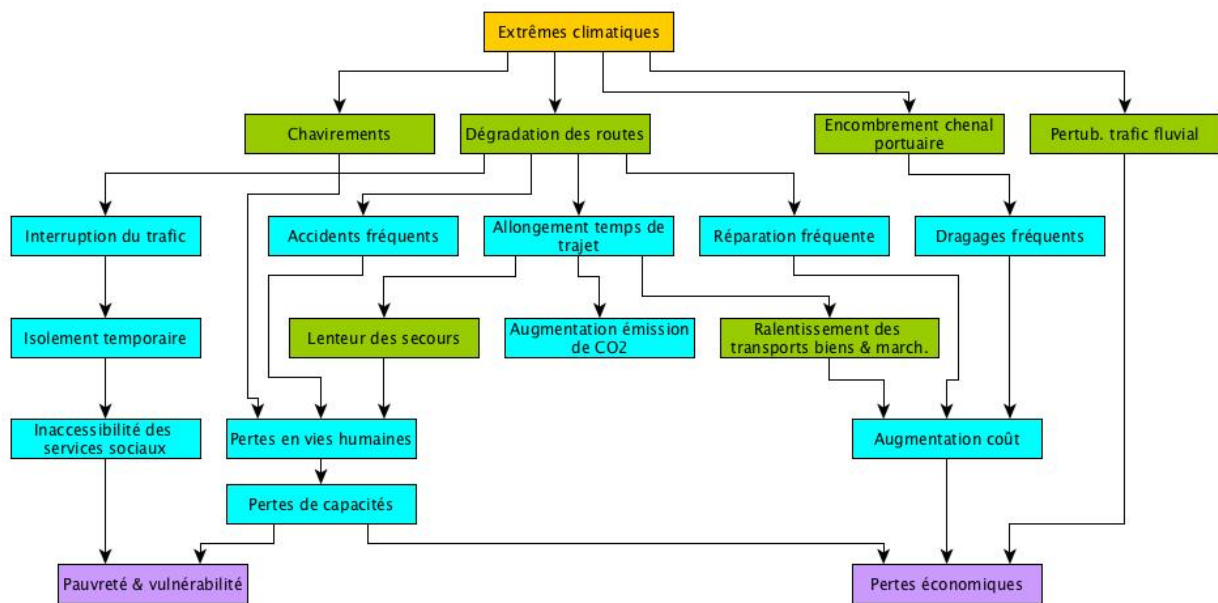 Extrêmes climatiques
Chavirements
Dégradation des routes
Encombrement chenal
portuaire
Pertub. trafic fluvial
Interruption du trafic
Accidents fréquents
Allongement temps de
trajet
Réparation fréquente
Dragages fréquents
Isolement temporaire
Lenteur des secours
Augmentation émission
de CO2
Ralentissement des
transports biens & march.
Inaccessibilité des
services sociaux
Pertes en vies humaines
Augmentation coût
Pertes de capacités
Pauvreté & vulnérabilité
Pertes économiques